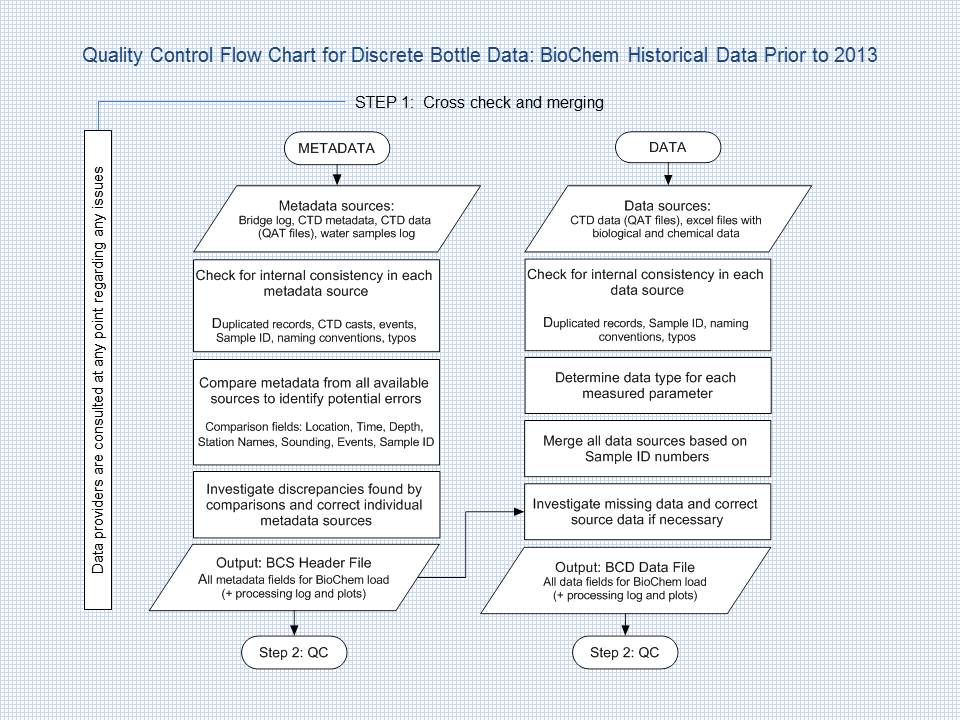 Quality Control Flow Chart for Discrete Bottle Data: BioChem Historical Data Prior to 2013
STEP 1: Cross check and merging
Data providers are consulted at any point regarding any issues
METADATA
Metadata sources:
Bridge log, CTD metadata, CTD data
(QAT files), water samples log
Check for internal consistency in each
metadata source
Duplicated records, CTD casts, events,
Sample ID, naming conventions, typos
Compare metadata from all available
sources to identify potential errors
Comparison fields: Location, Time, Depth,
Station Names, Sounding, Events, Sample ID
Investigate discrepancies found by
comparisons and correct individual
metadata sources
Output: BCS Header File
All metadata fields for BioChem load
(+ processing log and plots)
Step 2: QC
DATA
Data sources:
CTD data (QAT files), excel files with
biological and chemical data
Check for internal consistency in each
data source
Duplicated records, Sample ID, naming
conventions, typos
Determine data type for each
measured parameter
Merge all data sources based on
Sample ID numbers
Investigate missing data and correct
source data if necessary
Output: BCD Data File
All data fields for BioChem load
(+ processing log and plots)
Step 2: QC